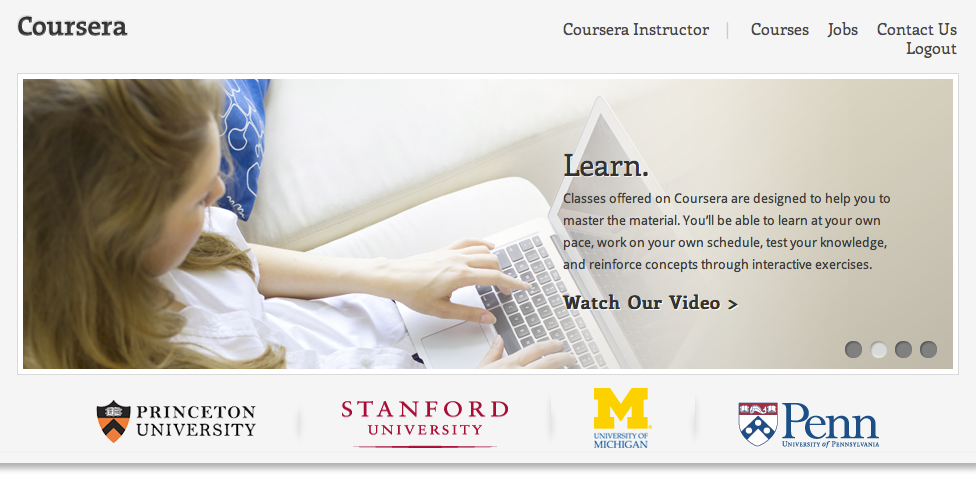 Coursera
Coursera Instructor | Courses Jobs Contact Us
Logout
Learn.
Classes offered on Coursera are designed to help you to
master the material. You'll be able to learn at your own
pace, work on your own schedule, test your knowledge,
and reinforce concepts through interactive exercises.
Watch Our Video >
PRINCETON
UNIVERSITY
STANFORD
UNIVERSITY
M
UNIVERSITY OF
MICHIGAN
Penn
UNIVERSITY OF PENNSYLVANIA